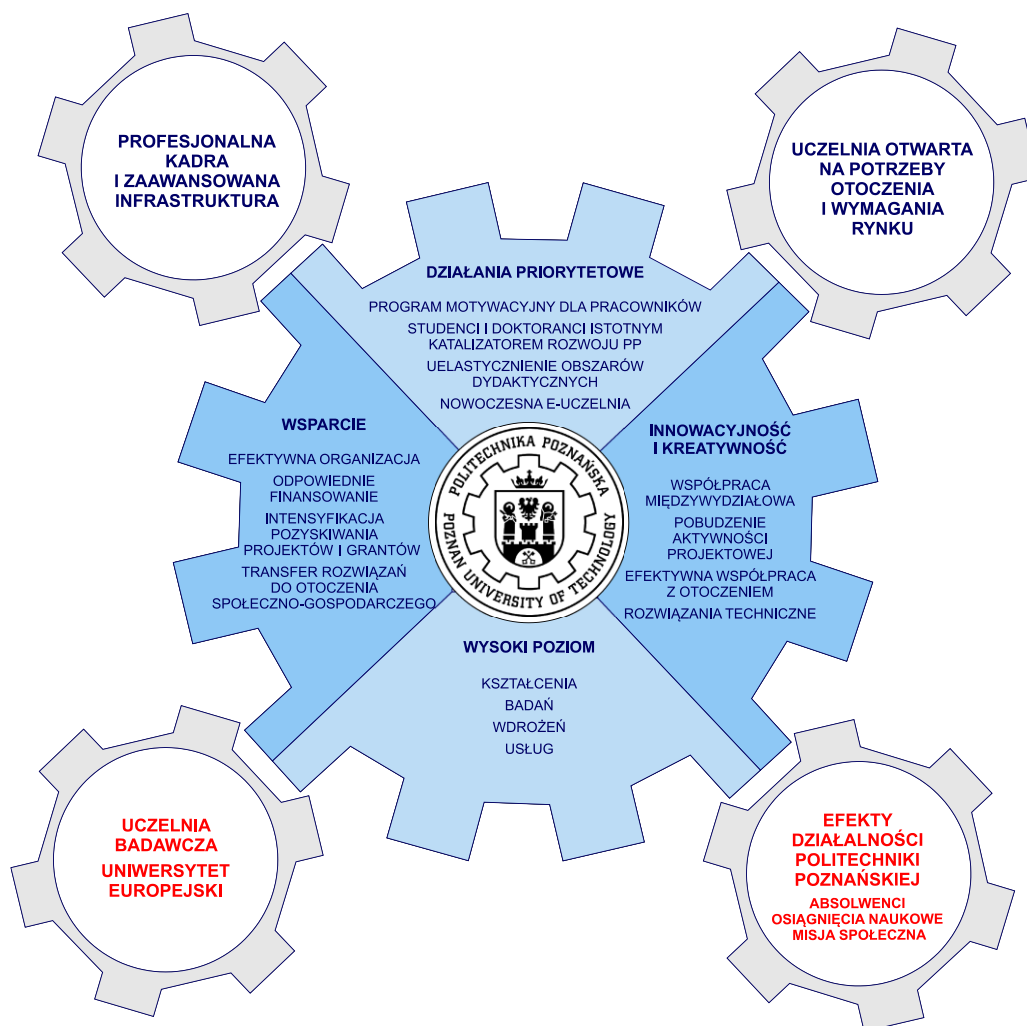 PROFESJONALNA
KADRA
I ZAAWANSOWANA
INFRASTRUKTURA
UCZELNIA OTWARTA
NA POTRZEBY
OTOCZENIA
I WYMAGANIA
RYNKU
DZIAŁANIA PRIORYTETOWE
PROGRAM MOTYWACYJNY DLA PRACOWNIKÓW
STUDENCI I DOKTORANCI ISTOTNYM
KATALIZATOREM ROZWOJU PP
UELASTYCZNIENIE OBSZARÓW
DYDAKTYCZNYCH
NOWOCZESNA E-UCZELNIA
WSPARCIE
EFEKTYWNA ORGANIZACJA
ODPOWIEDNIE
FINANSOWANIE
INTENSYFIKACJA
POZYSKIWANIA
PROJEKTÓW I GRANTÓW
TRANSFER ROZWIĄZAŃ
DO OTOCZENIA
SPOŁECZNO-GOSPODARCZEGO
POLITECHNIKA POZNAŃSKA
POZNAN UNIVERSITY OF TECHNOLOGY
INNOWACYJNOŚĆ
I KREATYWNOŚĆ
WSPÓŁPRACA
MIĘDZYWYDZIAŁOWA
POBUDZENIE
AKTYWNOŚCI
PROJEKTOWEJ
EFEKTYWNA WSPÓŁPRACA
Z OTOCZENIEM
ROZWIĄZANIA TECHNICZNE
WYSOKI POZIOM
KSZTAŁCENIA
BADAŃ
WDROŻEŃ
USŁUG
UCZELNIA
BADAWCZA
UNIWERSYTET
EUROPEJSKI
EFEKTY
DZIAŁALNOŚCI
POLITECHNIKI
POZNAŃSKIEJ
ABSOLWENCI
OSIĄGNIĘCIA NAUKOWE
MISJA SPOŁECZNA